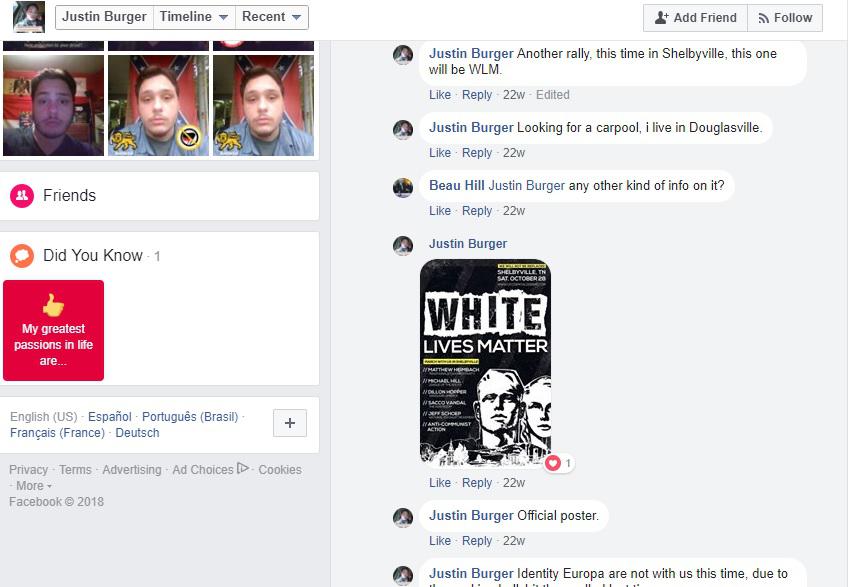 Justin Burger
Timeline
Recent
Add Friend
Follow
Friends
Did You Know · 1
My greatest
passions in life
are...
English (US) · Español · Português (Brasil) ·
Français (France) · Deutsch
Privacy · Terms · Advertising · Ad Choices · Cookies
· More
Facebook © 2018
Justin Burger Another rally, this time in Shelbyville, this one
will be WLM.
Like · Reply · 22w · Edited
Justin Burger Looking for a carpool, i live in Douglasville.
Like · Reply · 22w
Beau Hill Justin Burger any other kind of info on it?
Like · Reply · 22w
Justin Burger
SHELBYVILLE, TN
SAT. OCTOBER 28
WHITE
LIVES MATTER
MARCH WITH US IN SHELBYVILLE
// MATTHEW HEIMBACH
// MICHAEL HILL
// DILLON HOPPER
// SACCO VANDAL
// JEFF SCHOEP
// ANTI-COMMUNIST
ACTION
1
Like · Reply · 22w
Justin Burger Official poster.
Like · Reply · 22w
Justin Burger Identity Europa are not with us this time, due to